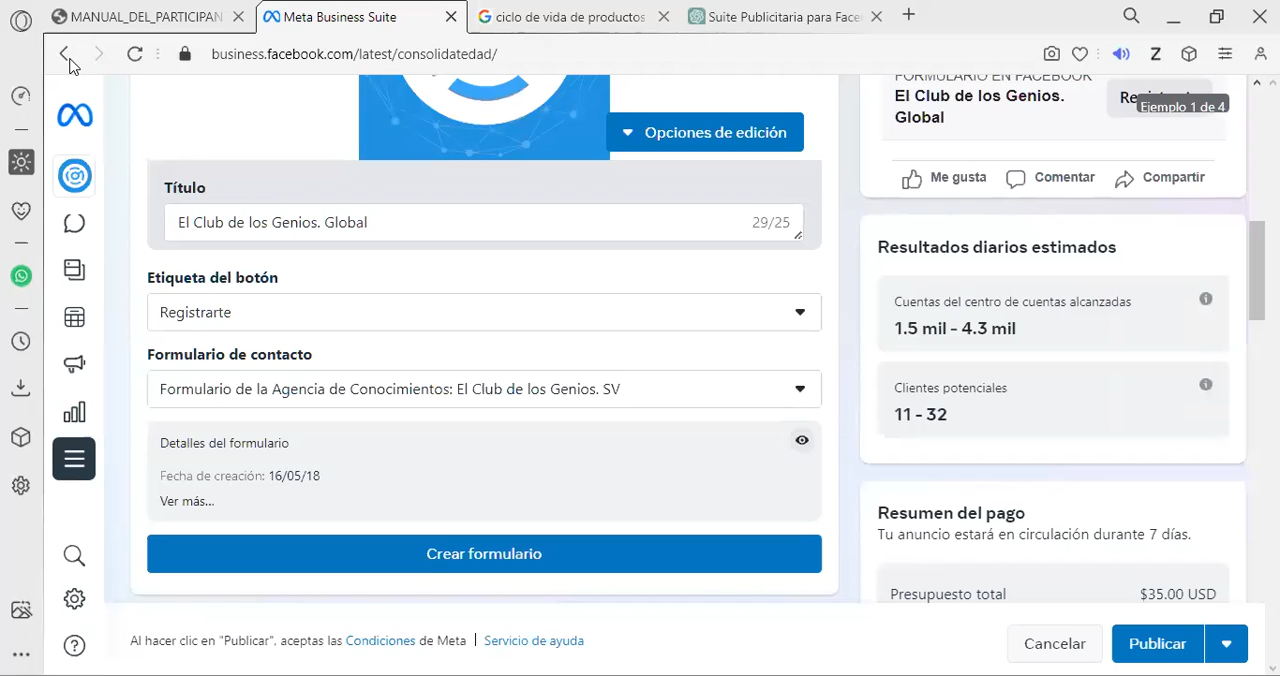 MANUAL_DEL_PARTICIPAN
Meta Business Suite
ciclo de vida de productos
Suite Publicitaria para Face
business.facebook.com/latest/consolidatedad/
Z
FORMULARIO EN FACEBOOK
El Club de los Genios.
Global
Ejemplo 1 de 4
Me gusta
Comentar
Compartir
Opciones de edición
Título
El Club de los Genios. Global
29/25
Etiqueta del botón
Registrarte
Formulario de contacto
Formulario de la Agencia de Conocimientos: El Club de los Genios. SV
Detalles del formulario
Fecha de creación: 16/05/18
Ver más...
Crear formulario
Resultados diarios estimados
Cuentas del centro de cuentas alcanzadas
1.5 mil - 4.3 mil
Clientes potenciales
11 - 32
Resumen del pago
Tu anuncio estará en circulación durante 7 días.
Presupuesto total
$35.00 USD
Al hacer clic en "Publicar", aceptas las Condiciones de Meta | Servicio de ayuda
Cancelar
Publicar